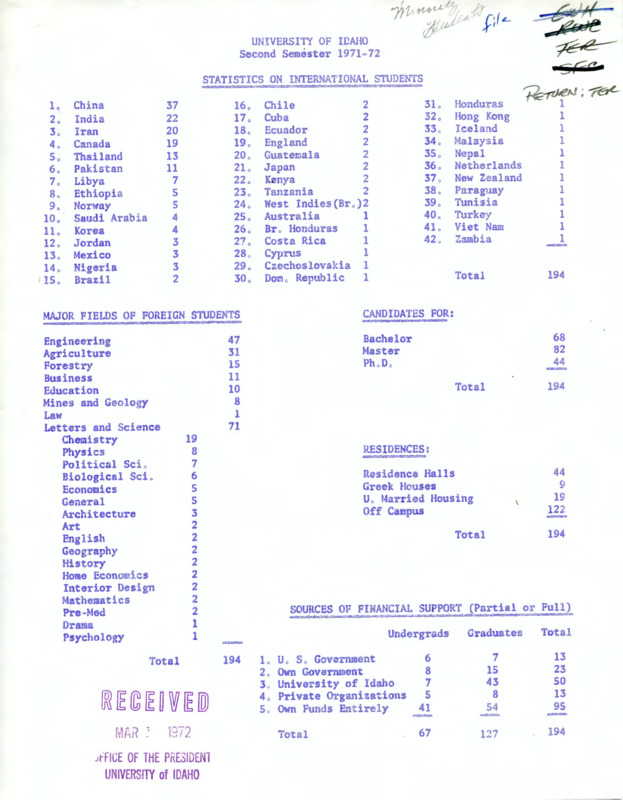 Minority
Students
file
RWR
TER
SFC
RETURN: TER
UNIVERSITY OF IDAHO
Second Semester 1971-72
STATISTICS ON INTERNATIONAL STUDENTS
1. China 37
2. India 22
3. Iran 20
4. Canada 19
5. Thailand 13
6. Pakistan 11
7. Libya 7
8. Ethiopia 5
9. Norway 5
10. Saudi Arabia 4
11. Korea 4
12. Jordan 3
13. Mexico 3
14. Nigeria 3
15. Brazil 2
16. Chile 2
17. Cuba 2
18. Ecuador 2
19. England 2
20. Guatemala 2
21. Japan 2
22. Kenya 2
23. Tanzania 2
24. West Indies(Br.)2
25. Australia 1
26. Br. Honduras 1
27. Costa Rica 1
28. Cyprus 1
29. Czechoslovakia 1
30. Dom. Republic 1
31. Honduras 1
32. Hong Kong 1
33. Iceland 1
34. Malaysia 1
35. Nepal 1
36. Netherlands 1
37. New Zealand 1
38. Paraguay 1
39. Tunisia 1
40. Turkey 1
41. Viet Nam 1
42. Zambia 1
Total 194
MAJOR FIELDS OF FOREIGN STUDENTS
Engineering 47
Agriculture 31
Forestry 15
Business 11
Education 10
Mines and Geology 8
Law 1
Letters and Science 71
Chemistry 19
Physics 8
Political Sci. 7
Biological Sci. 6
Economics 5
General 5
Architecture 3
Art 2
English 2
Geography 2
History 2
Home Economics 2
Interior Design 2
Mathematics 2
Pre-Med 2
Drama 1
Psychology 1
Total 194
CANDIDATES FOR:
Bachelor 68
Master 82
Ph.D. 44
Total 194
RESIDENCES:
Residence Halls 44
Greek Houses 9
U. Married Housing 19
Off Campus 122
Total 194
SOURCES OF FINANCIAL SUPPORT (Partial or Full)
Undergrads Graduates Total
1. U. S. Government 6 7 13
2. Own Government 8 15 23
3. University of Idaho 7 43 50
4. Private Organizations 5 8 13
5. Own Funds Entirely 41 54 95
Total 67 127 194
RECEIVED
MAR 3 1972
OFFICE OF THE PRESIDENT
UNIVERSITY of IDAHO